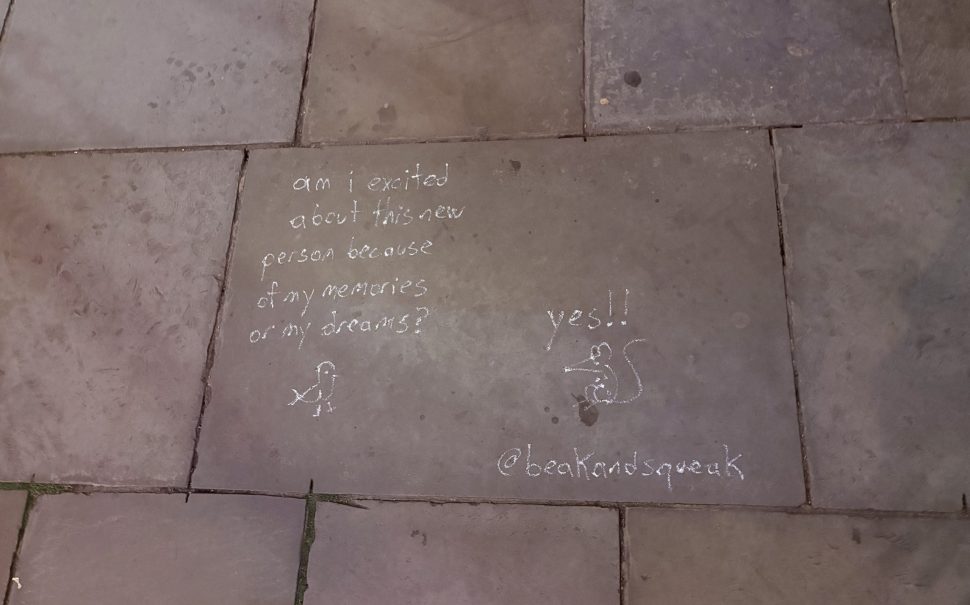 am i excited
about this new
person because
of my memories
or my dreams?
yes!!
@beakandsqueak